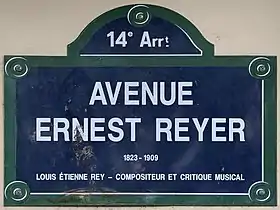 14e Arrt
AVENUE
ERNEST REYER
1823 - 1909
LOUIS ÉTIENNE REY – COMPOSITEUR ET CRITIQUE MUSICAL